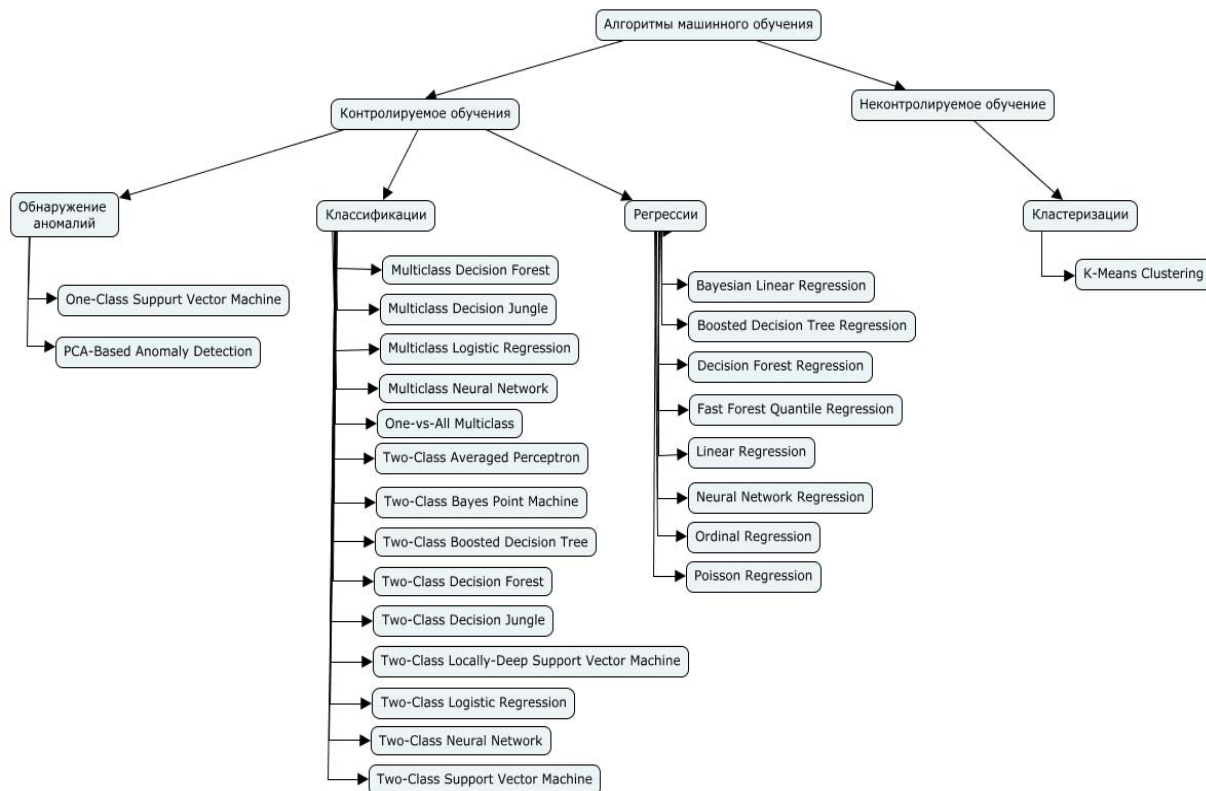 Алгоритмы машинного обучения
Контролируемое обучения
Неконтролируемое обучение
Обнаружение
аномалий
Классификации
Регрессии
Кластеризации
One-Class Suppurt Vector Machine
PCA-Based Anomaly Detection
Multiclass Decision Forest
Multiclass Decision Jungle
Multiclass Logistic Regression
Multiclass Neural Network
One-vs-All Multiclass
Two-Class Averaged Perceptron
Two-Class Bayes Point Machine
Two-Class Boosted Decision Tree
Two-Class Decision Forest
Two-Class Decision Jungle
Two-Class Locally-Deep Support Vector Machine
Two-Class Logistic Regression
Two-Class Neural Network
Two-Class Support Vector Machine
Bayesian Linear Regression
Boosted Decision Tree Regression
Decision Forest Regression
Fast Forest Quantile Regression
Linear Regression
Neural Network Regression
Ordinal Regression
Poisson Regression
K-Means Clustering